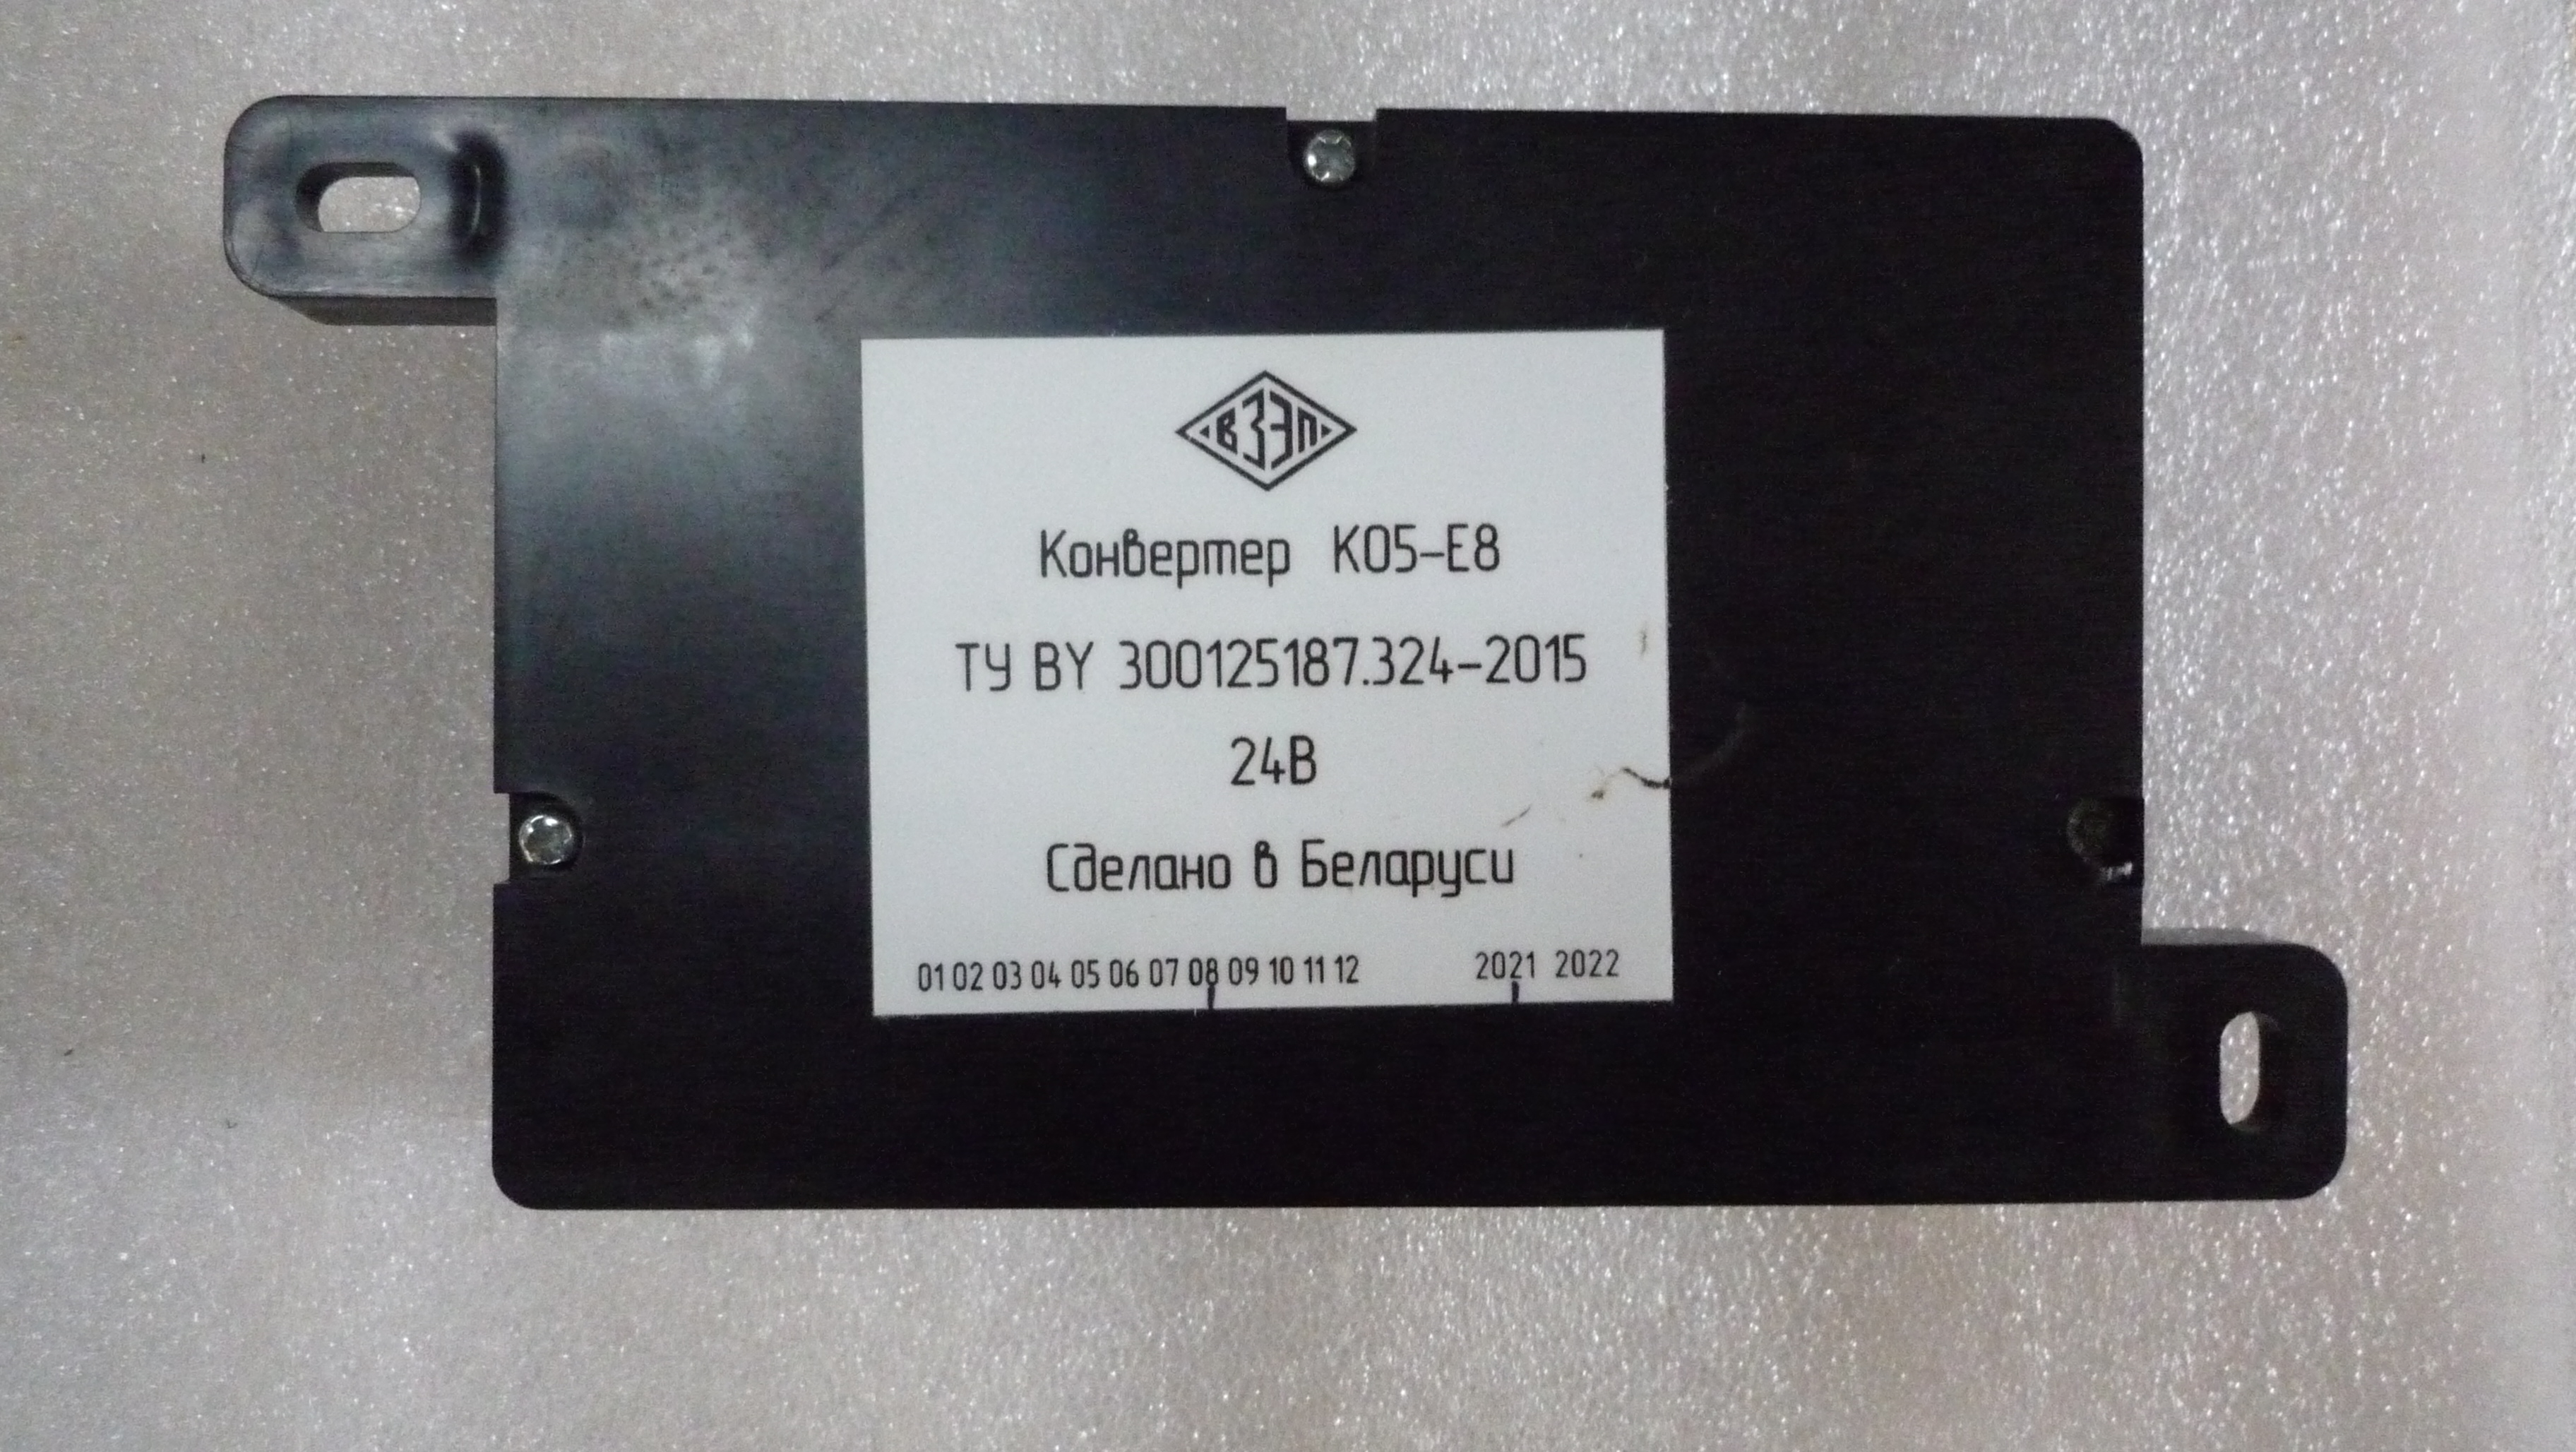 ВЗЭП
Конвертер К05-Е8
ТУ BY 300125187.324-2015
24В
Сделано в Беларуси
01 02 03 04 05 06 07 08 09 10 11 12 2021 2022